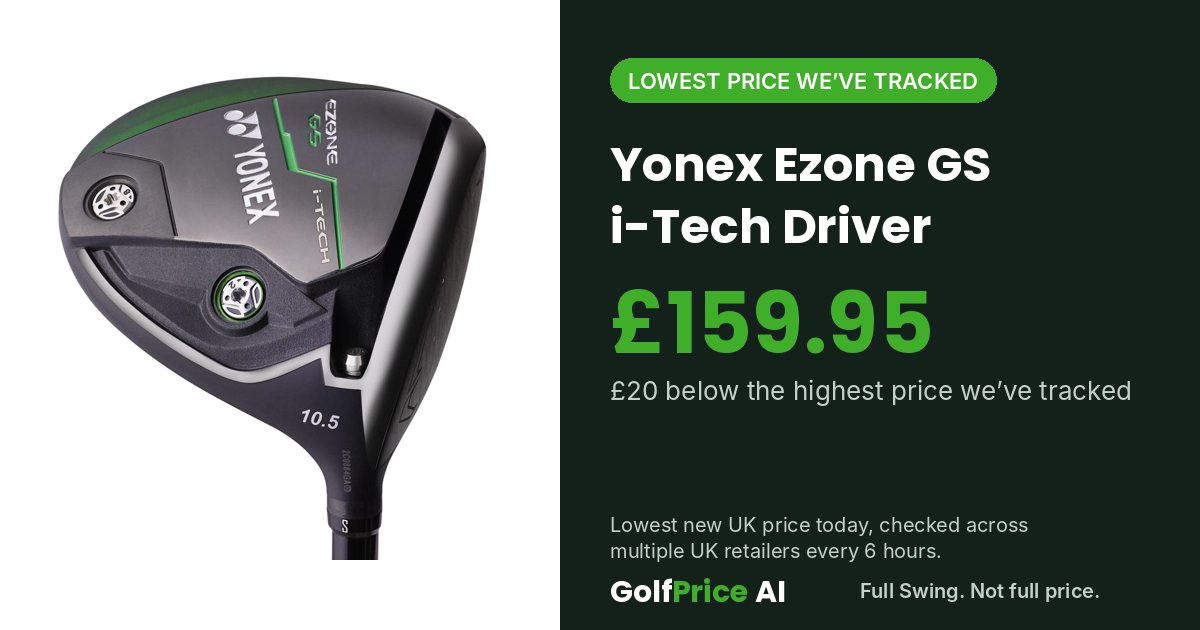 YONEX
EZONE
GS
i-TECH
10.5
S
LOWEST PRICE WE’VE TRACKED
Yonex Ezone GS
i-Tech Driver
£159.95
£20 below the highest price we’ve tracked
Lowest new UK price today, checked across
multiple UK retailers every 6 hours.
GolfPrice AI
Full Swing. Not full price.